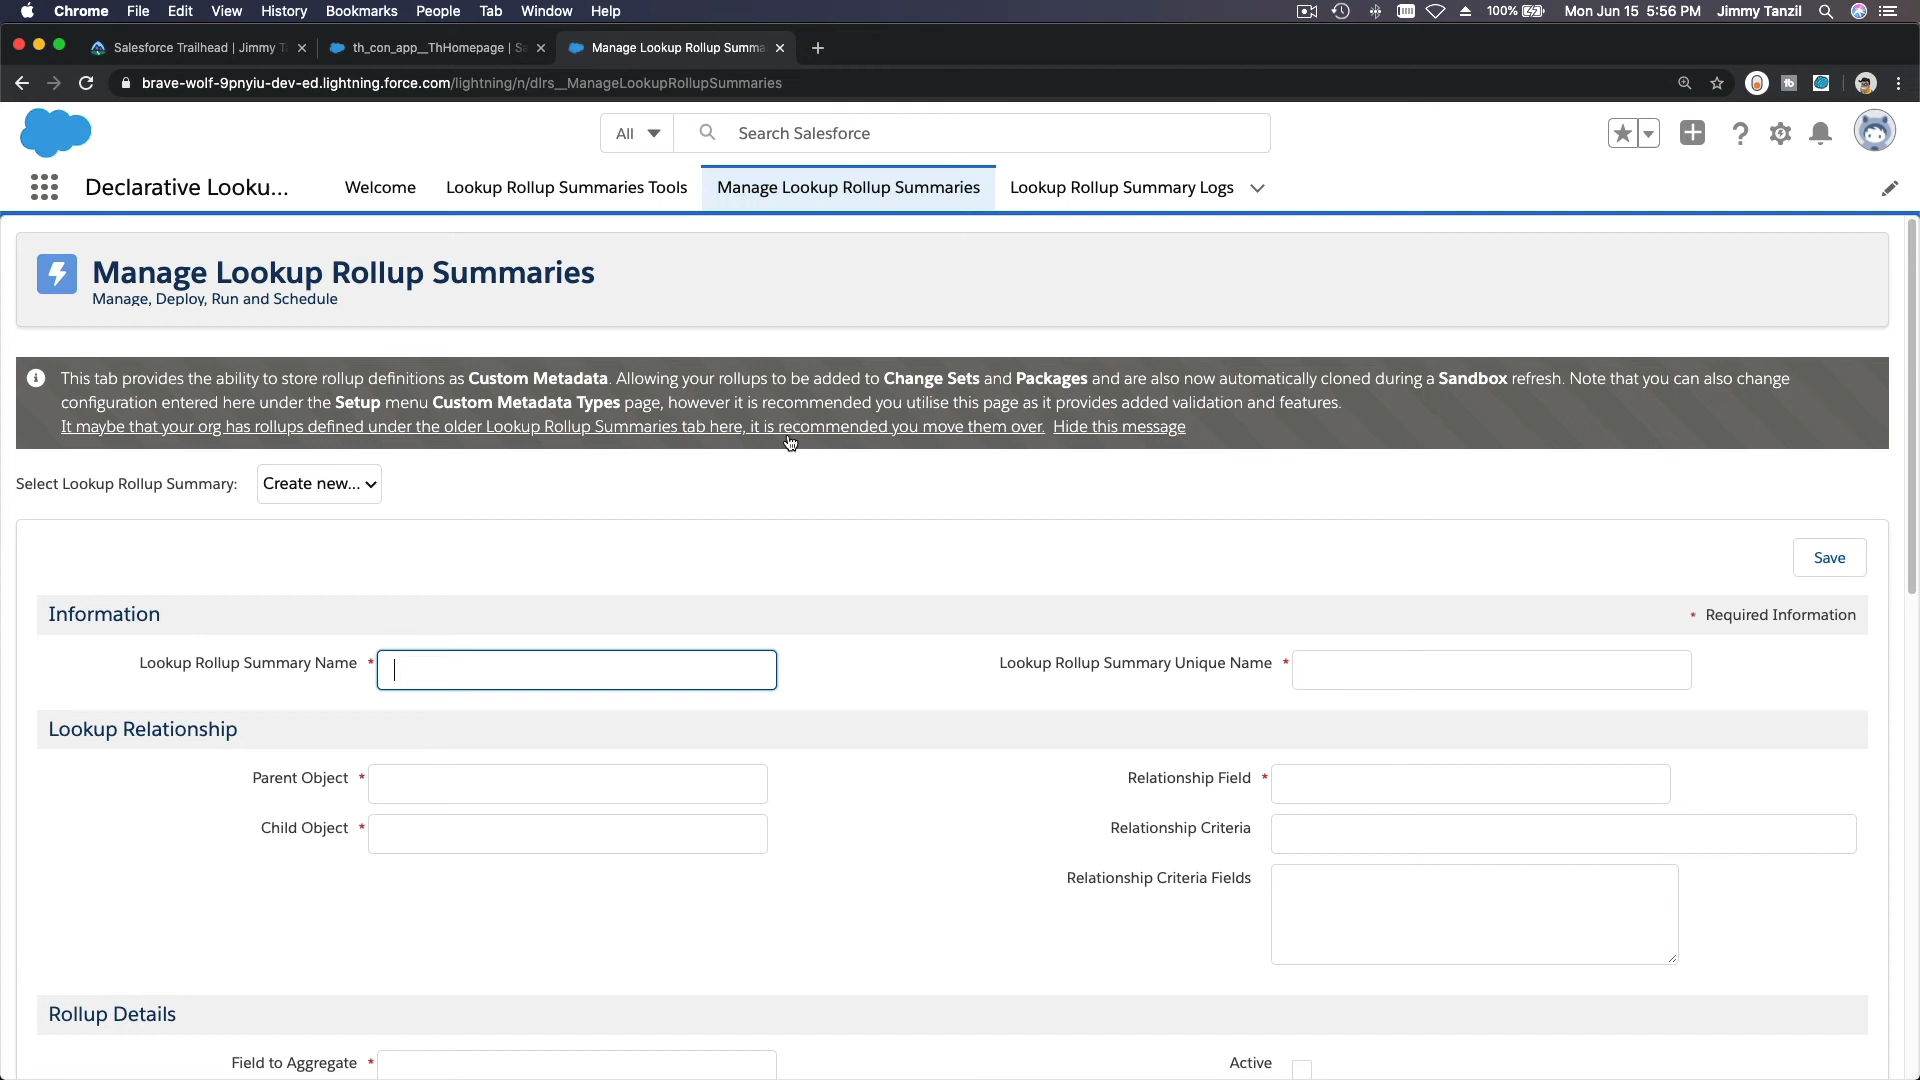 Chrome File Edit View History Bookmarks People Tab Window Help 100% Mon Jun 15 5:56 PM Jimmy Tanzil
Salesforce Trailhead | Jimmy T
th_con_app__ThHomepage | Sa
Manage Lookup Rollup Summa
brave-wolf-9pnyiu-dev-ed.lightning.force.com/lightning/n/dlrs__ManageLookupRollupSummaries
All Search Salesforce
Declarative Looku... Welcome Lookup Rollup Summaries Tools Manage Lookup Rollup Summaries Lookup Rollup Summary Logs
Manage Lookup Rollup Summaries
Manage, Deploy, Run and Schedule
This tab provides the ability to store rollup definitions as Custom Metadata. Allowing your rollups to be added to Change Sets and Packages and are also now automatically cloned during a Sandbox refresh. Note that you can also change
configuration entered here under the Setup menu Custom Metadata Types page, however it is recommended you utilise this page as it provides added validation and features.
It maybe that your org has rollups defined under the older Lookup Rollup Summaries tab here, it is recommended you move them over. Hide this message
Select Lookup Rollup Summary: Create new...
Save
Information * Required Information
Lookup Rollup Summary Name * Lookup Rollup Summary Unique Name *
Lookup Relationship
Parent Object * Relationship Field *
Child Object * Relationship Criteria
Relationship Criteria Fields
Rollup Details
Field to Aggregate * Active